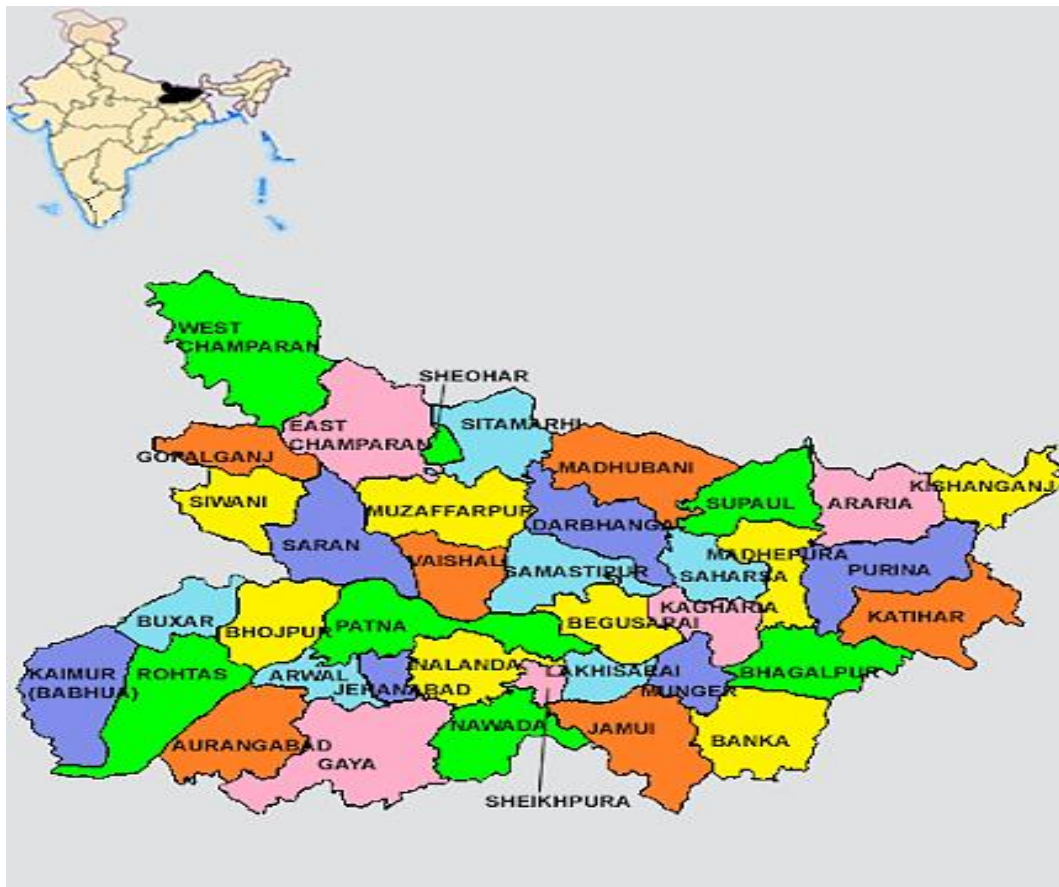 WEST
CHAMPARAN
SHEOHAR
EAST
CHAMPARAN
SITAMARHI
GOPALGANJ
MADHUBANI
KISHANGANJ
SIWANI
SUPAUL
ARARIA
MUZAFFARPUR
DARBHANGA
SARAN
VAISHALI
SAMASTIPUR
MADHEPURA
SAHARSA
PURINA
KAGHARIA
KATIHAR
BUXAR
BHOJPUR
PATNA
BEGUSARAI
KAIMUR
(BABHUA)
ROHTAS
ARWAL
JEHANABAD
NALANDA
LAKHISARAI
MUNGER
BHAGALPUR
AURANGABAD
GAYA
NAWADA
JAMUI
BANKA
SHEIKHPURA